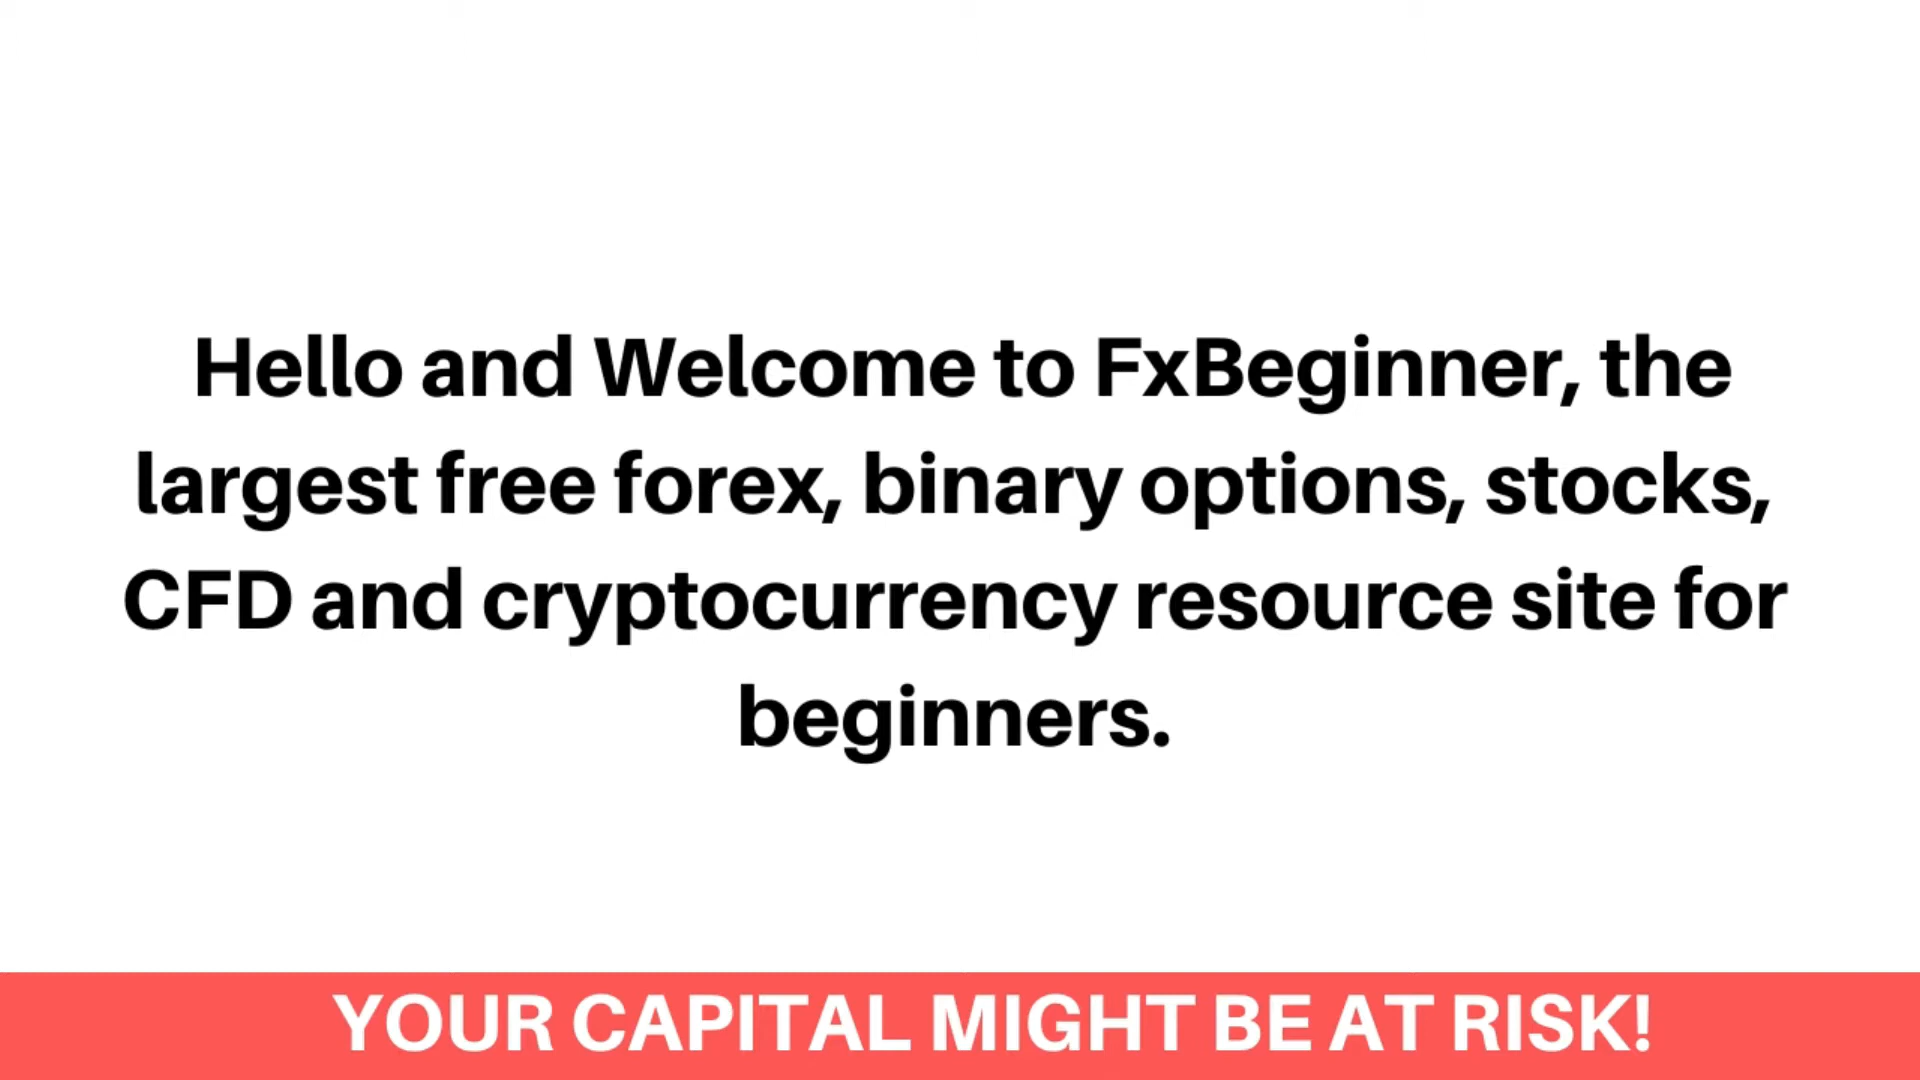 Hello and Welcome to FxBeginner, the
largest free forex, binary options, stocks,
CFD and cryptocurrency resource site for
beginners.
YOUR CAPITAL MIGHT BE AT RISK!